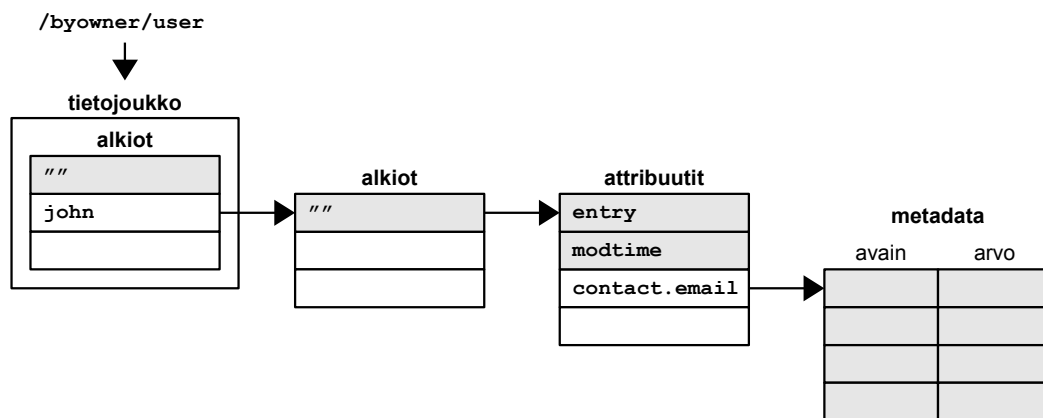 /byowner/user
tietojoukko
alkiot
""
john
alkiot
""
attribuutit
entry
modtime
contact.email
metadata
avain arvo